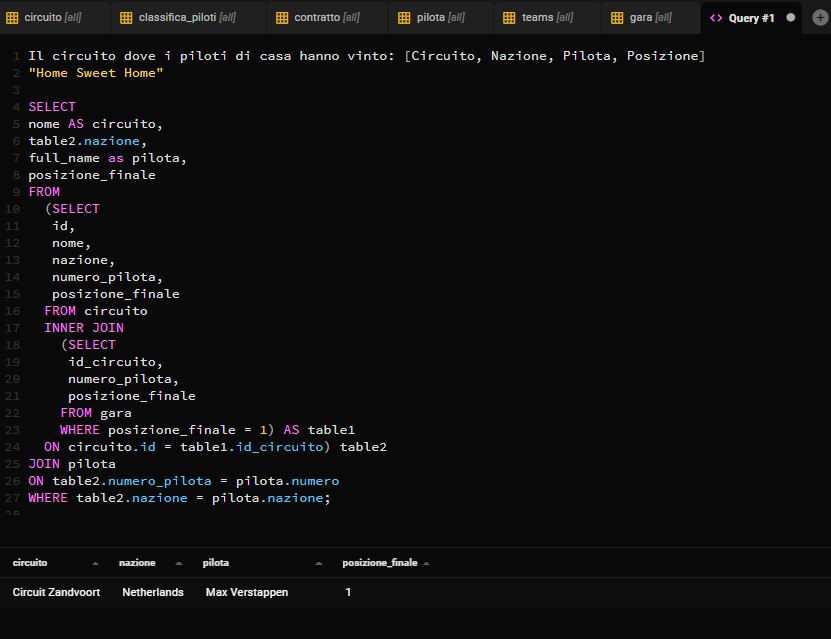 circuito [all] classifica_piloti [all] contratto [all] pilota [all] teams [all] gara [all] <> Query #1 +
1 Il circuito dove i piloti di casa hanno vinto: [Circuito, Nazione, Pilota, Posizione]
2 "Home Sweet Home"
3
4 SELECT
5 nome AS circuito,
6 table2.nazione,
7 full_name as pilota,
8 posizione_finale
9 FROM
10 (SELECT
11 id,
12 nome,
13 nazione,
14 numero_pilota,
15 posizione_finale
16 FROM circuito
17 INNER JOIN
18 (SELECT
19 id_circuito,
20 numero_pilota,
21 posizione_finale
22 FROM gara
23 WHERE posizione_finale = 1) AS table1
24 ON circuito.id = table1.id_circuito) table2
25 JOIN pilota
26 ON table2.numero_pilota = pilota.numero
27 WHERE table2.nazione = pilota.nazione;
28
circuito nazione pilota posizione_finale
Circuit Zandvoort Netherlands Max Verstappen 1